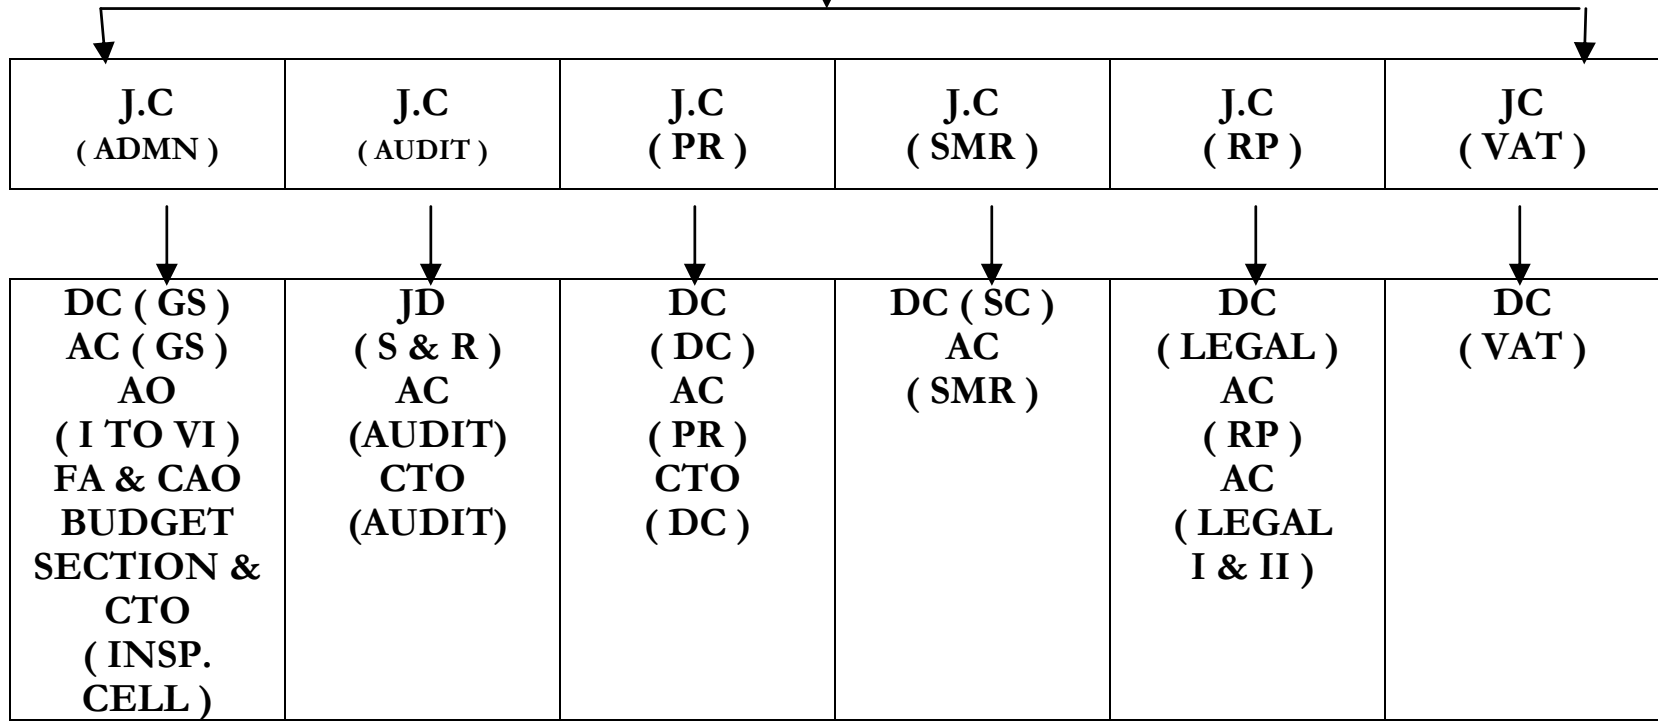 J.C
( ADMN )
J.C
( AUDIT )
J.C
( PR )
J.C
( SMR )
J.C
( RP )
JC
( VAT )
DC ( GS )
AC ( GS )
AO
( I TO VI )
FA & CAO
BUDGET
SECTION &
CTO
( INSP.
CELL )
JD
( S & R )
AC
(AUDIT)
CTO
(AUDIT)
DC
( DC )
AC
( PR )
CTO
( DC )
DC ( SC )
AC
( SMR )
DC
( LEGAL )
AC
( RP )
AC
( LEGAL
I & II )
DC
( VAT )